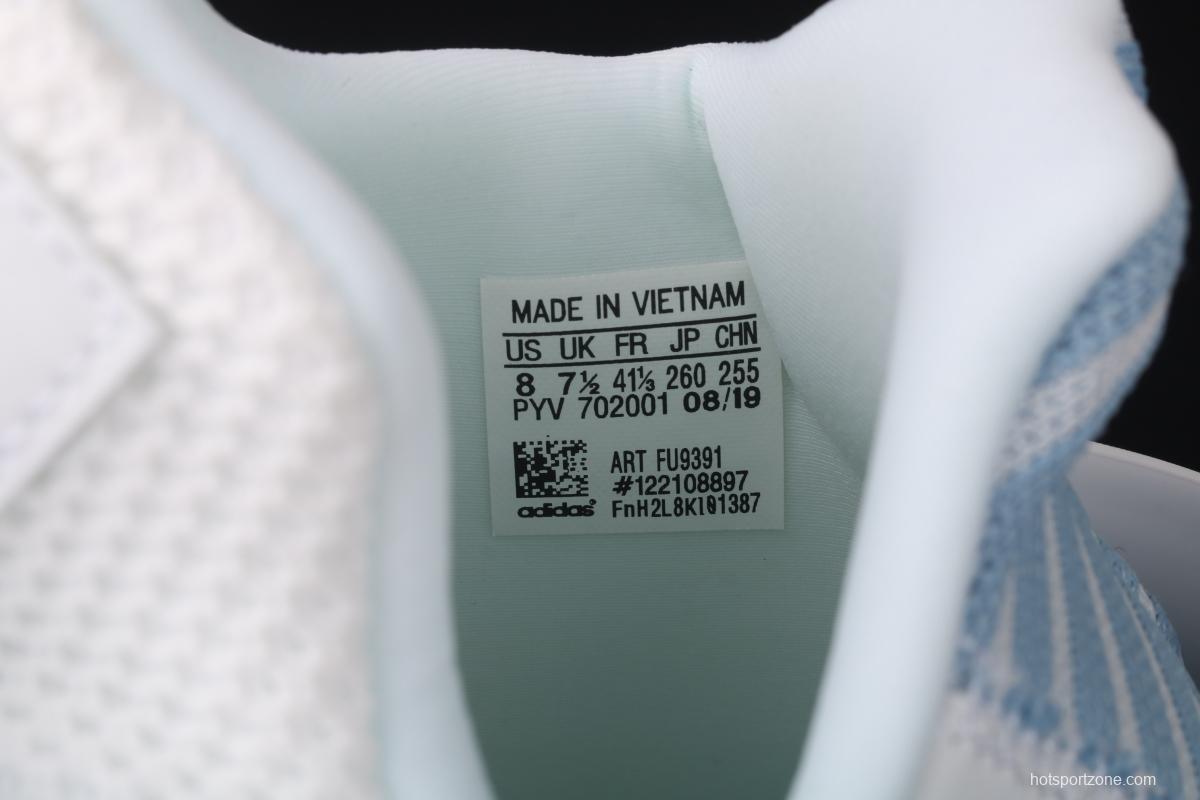 MADE IN VIETNAM
US UK FR JP CHN
8 7½ 41⅓ 260 255
PYV 702001 08/19
ART FU9391
#122108897
adidas® FnH2L8Kl01387
hotsportzone.com